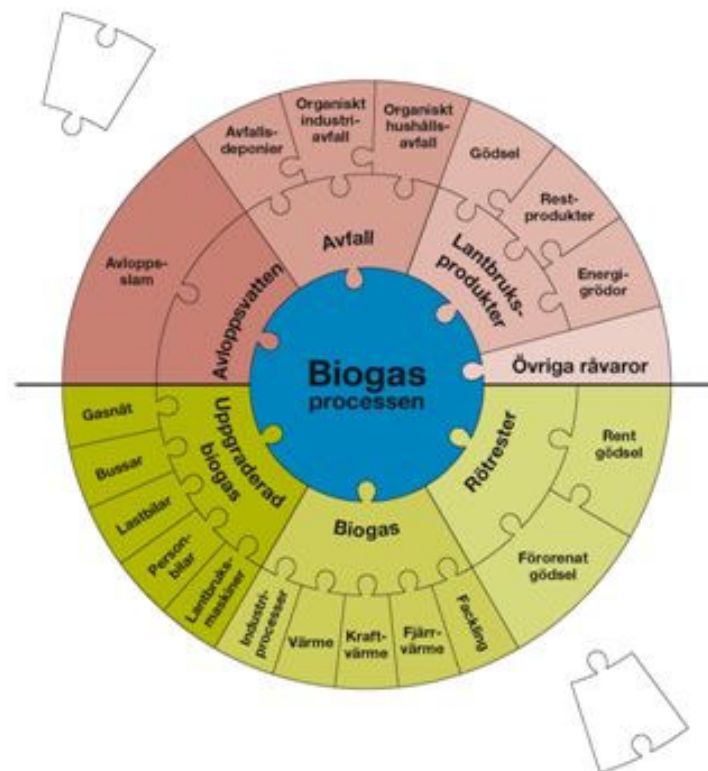 Organiskt
industri-
avfall
Organiskt
hushålls-
avfall
Avfalls-
deponier
Gödsel
Rest-
produkter
Energi-
grödor
Avlopps-
slam
Avloppsvatten
Avfall
Lantbruks-
produkter
Övriga råvaror
Biogas
processen
Uppgraderad
biogas
Gasnät
Bussar
Lastbilar
Person-
bilar
Lantbruks-
maskiner
Biogas
Industri-
processer
Värme
Kraft-
värme
Fjärr-
värme
Fackling
Rötrester
Rent
gödsel
Förorenat
gödsel